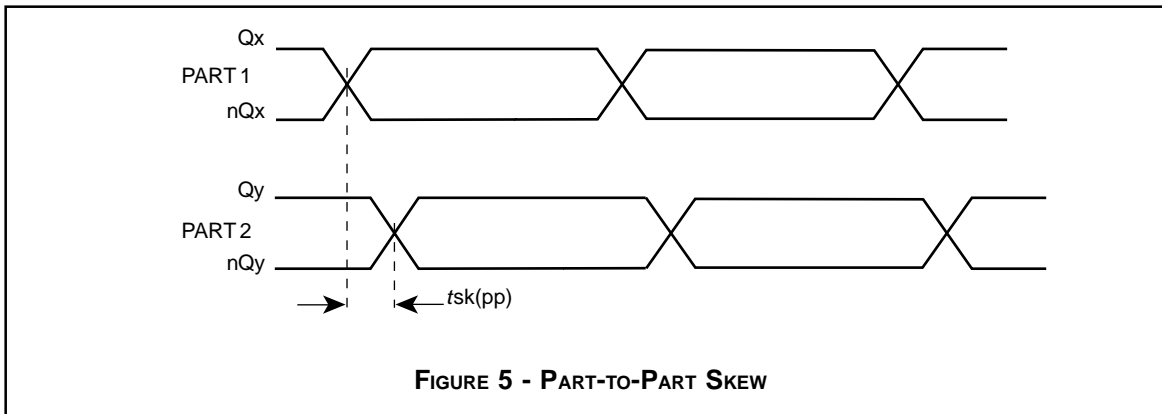 Qx
PART 1
nQx
Qy
PART 2
nQy
tsk(pp)
FIGURE 5 - PART-TO-PART SKEW